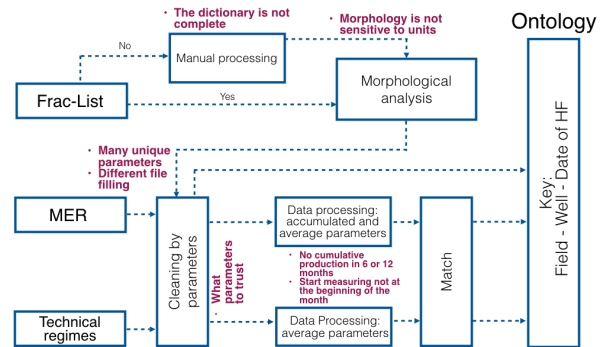 Ontology
• The dictionary is not
complete
• Morphology is not
sensitive to units
No
Manual processing
Morphological
analysis
Frac-List
Yes
• Many unique
parameters
• Different file
filling
MER
Cleaning by
parameters
Data processing:
accumulated and
average parameters
• What
parameters
to trust
• No cumulative
production in 6 or 12
months
• Start measuring not at
the beginning of the
month
Match
Key:
Field - Well - Date of HF
Technical
regimes
Data Processing:
average parameters